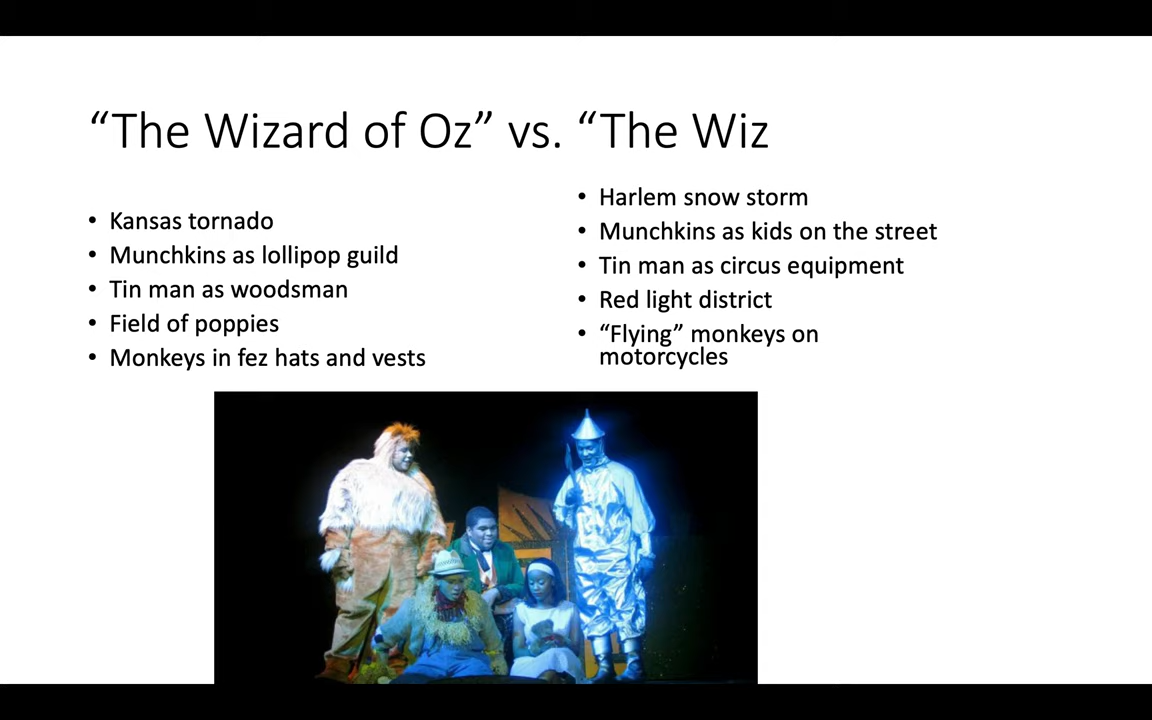 “The Wizard of Oz” vs. “The Wiz
• Kansas tornado
• Munchkins as lollipop guild
• Tin man as woodsman
• Field of poppies
• Monkeys in fez hats and vests
• Harlem snow storm
• Munchkins as kids on the street
• Tin man as circus equipment
• Red light district
• “Flying” monkeys on
motorcycles